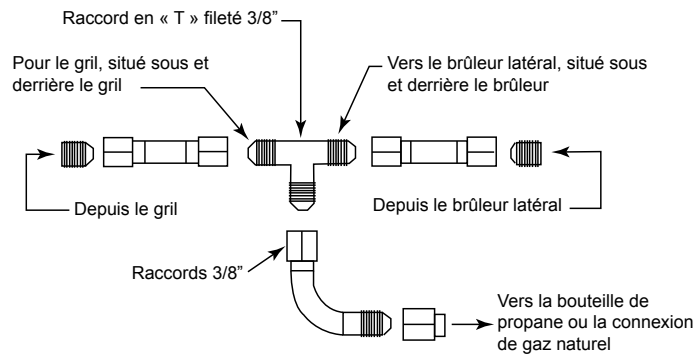 Raccord en « T » fileté 3/8”
Pour le gril, situé sous et
derrière le gril
Vers le brûleur latéral, situé sous
et derrière le brûleur
Depuis le gril
Depuis le brûleur latéral
Raccords 3/8”
Vers la bouteille de
propane ou la connexion
de gaz naturel